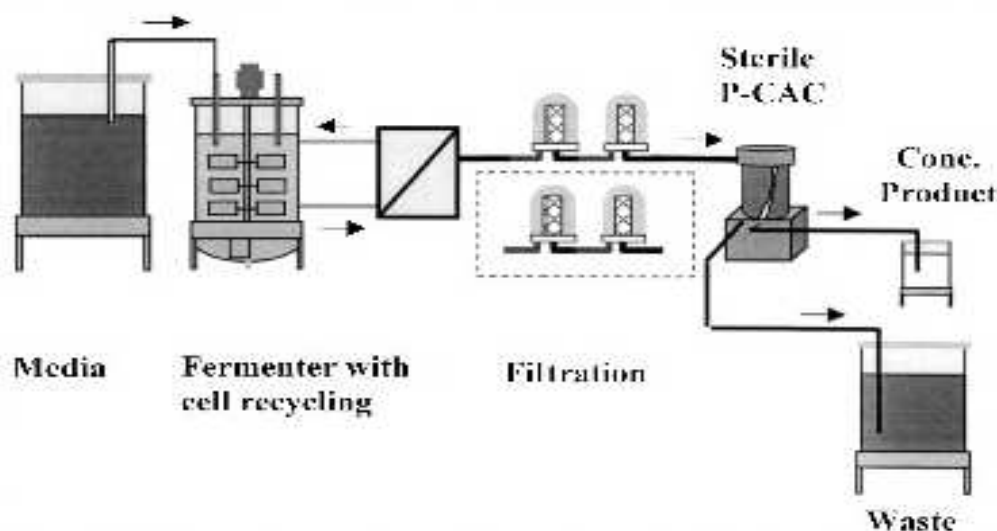 Sterile
P-CAC
Conc.
Product
Media
Fermenter with
cell recycling
Filtration
Waste